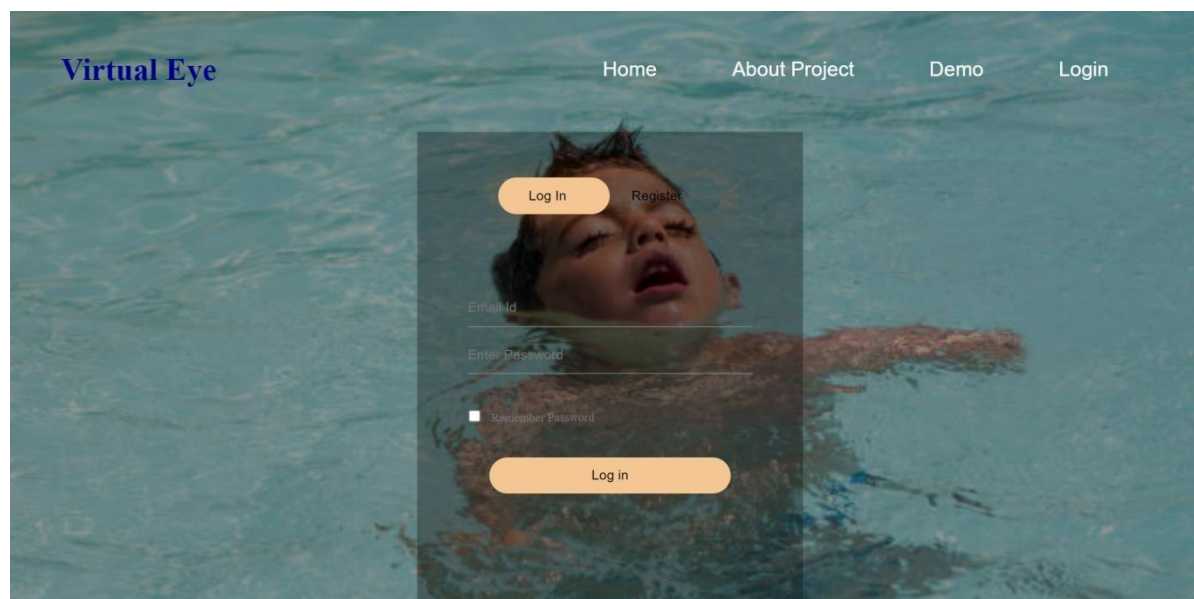 Virtual Eye Home About Project Demo Login
Log In Register
Email Id
Enter Password
Remember Password
Log in